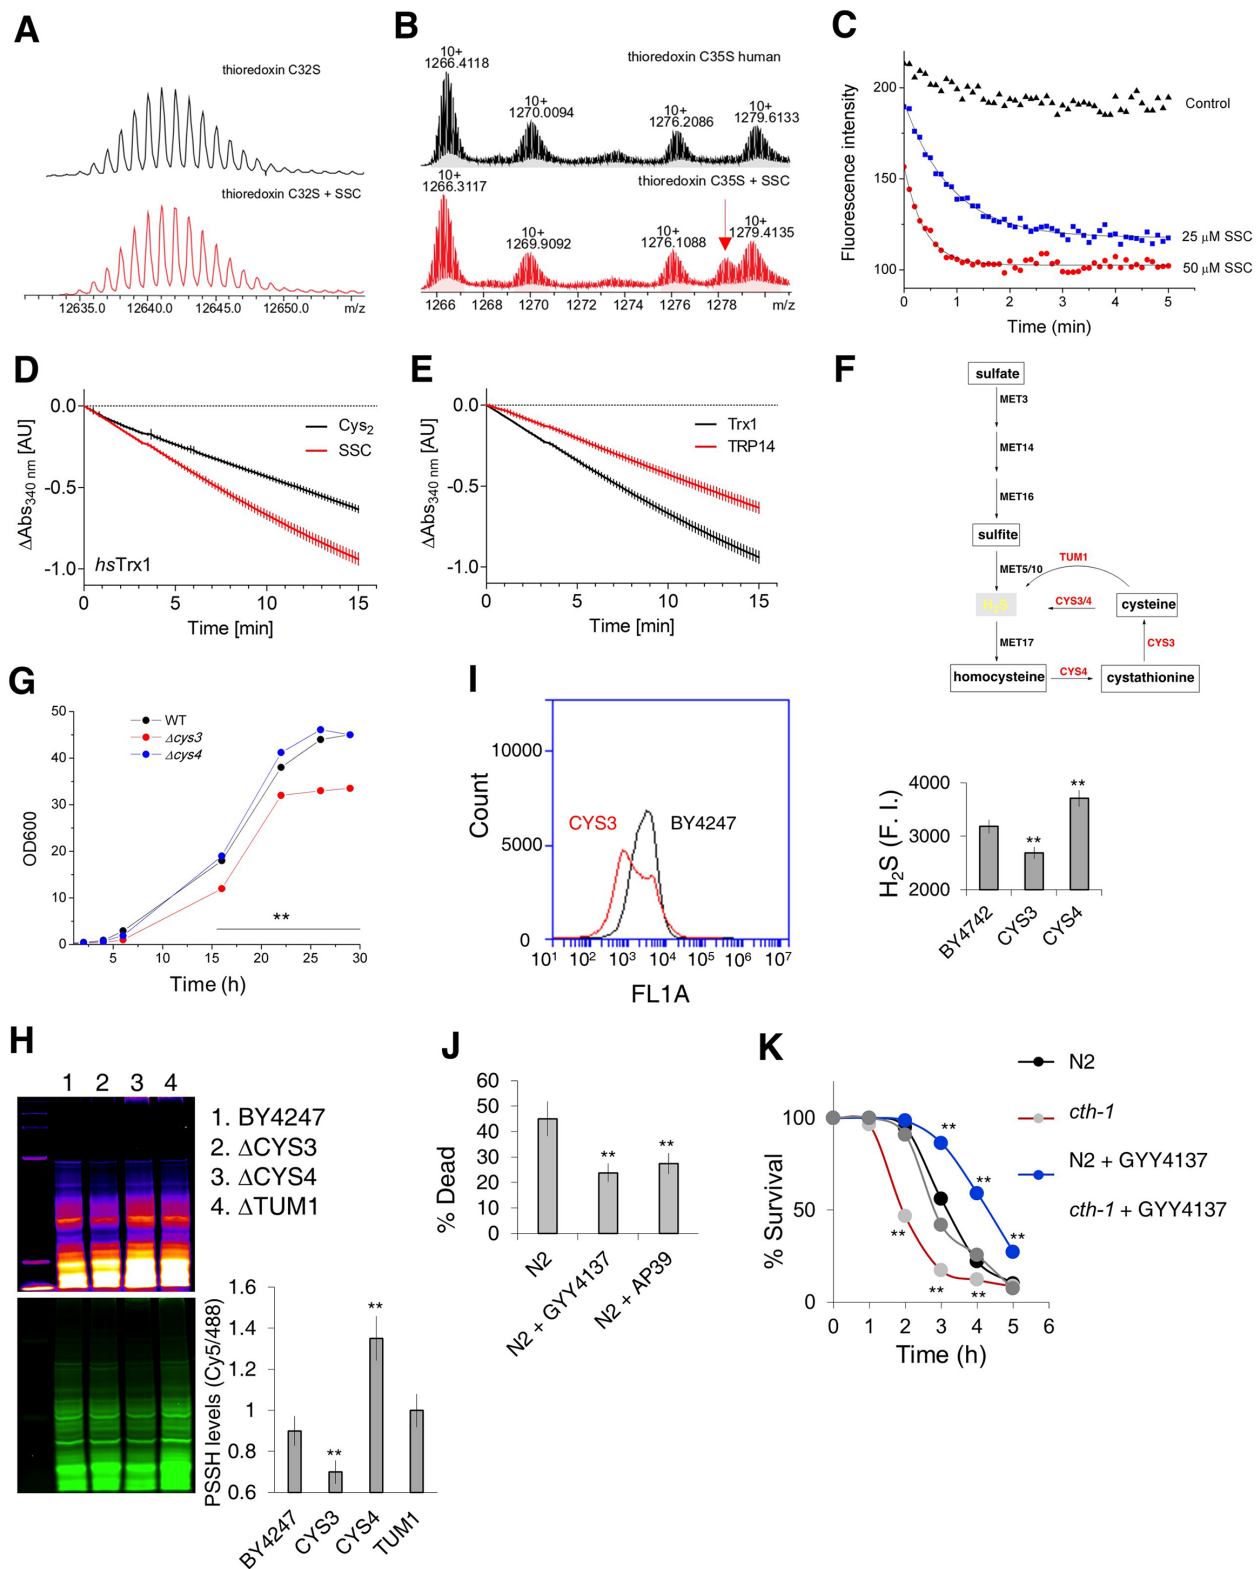 A
thioredoxin C32S
thioredoxin C32S + SSC
12635.0 12640.0 12645.0 12650.0 m/z
B
thioredoxin C35S human
10+
1266.4118
10+
1270.0094
10+
1276.2086
10+
1279.6133
thioredoxin C35S + SSC
10+
1266.3117
10+
1269.9092
10+
1276.1088
10+
1279.4135
1266 1268 1270 1272 1274 1276 1278 m/z
C
Fluorescence intensity
200
150
100
Control
25 µM SSC
50 µM SSC
0 1 2 3 4 5
Time (min)
D
ΔAbs340 nm [AU]
0.0
-0.5
-1.0
Cys2
SSC
hsTrx1
0 5 10 15
Time [min]
E
ΔAbs340 nm [AU]
0.0
-0.5
-1.0
Trx1
TRP14
0 5 10 15
Time [min]
F
sulfate
MET3
MET14
MET16
sulfite
MET5/10
TUM1
H2S
CYS3/4
cysteine
MET17
CYS3
homocysteine
CYS4
cystathionine
G
OD600
50
40
30
20
10
0
WT
Δcys3
Δcys4
**
5 10 15 20 25 30
Time (h)
I
Count
10000
5000
0
CYS3
BY4247
101 102 103 104 105 106 107
FL1A
H2S (F. I.)
4000
3000
2000
**
**
BY4742
CYS3
CYS4
H
1 2 3 4
1. BY4247
2. ΔCYS3
3. ΔCYS4
4. ΔTUM1
PSSH levels (Cy5/488)
1.6
1.4
1.2
1
0.8
0.6
**
**
BY4247
CYS3
CYS4
TUM1
J
% Dead
60
50
40
30
20
10
0
**
**
N2
N2 + GYY4137
N2 + AP39
K
N2
cth-1
N2 + GYY4137
cth-1 + GYY4137
% Survival
100
50
0
**
**
**
**
**
**
0 1 2 3 4 5 6
Time (h)